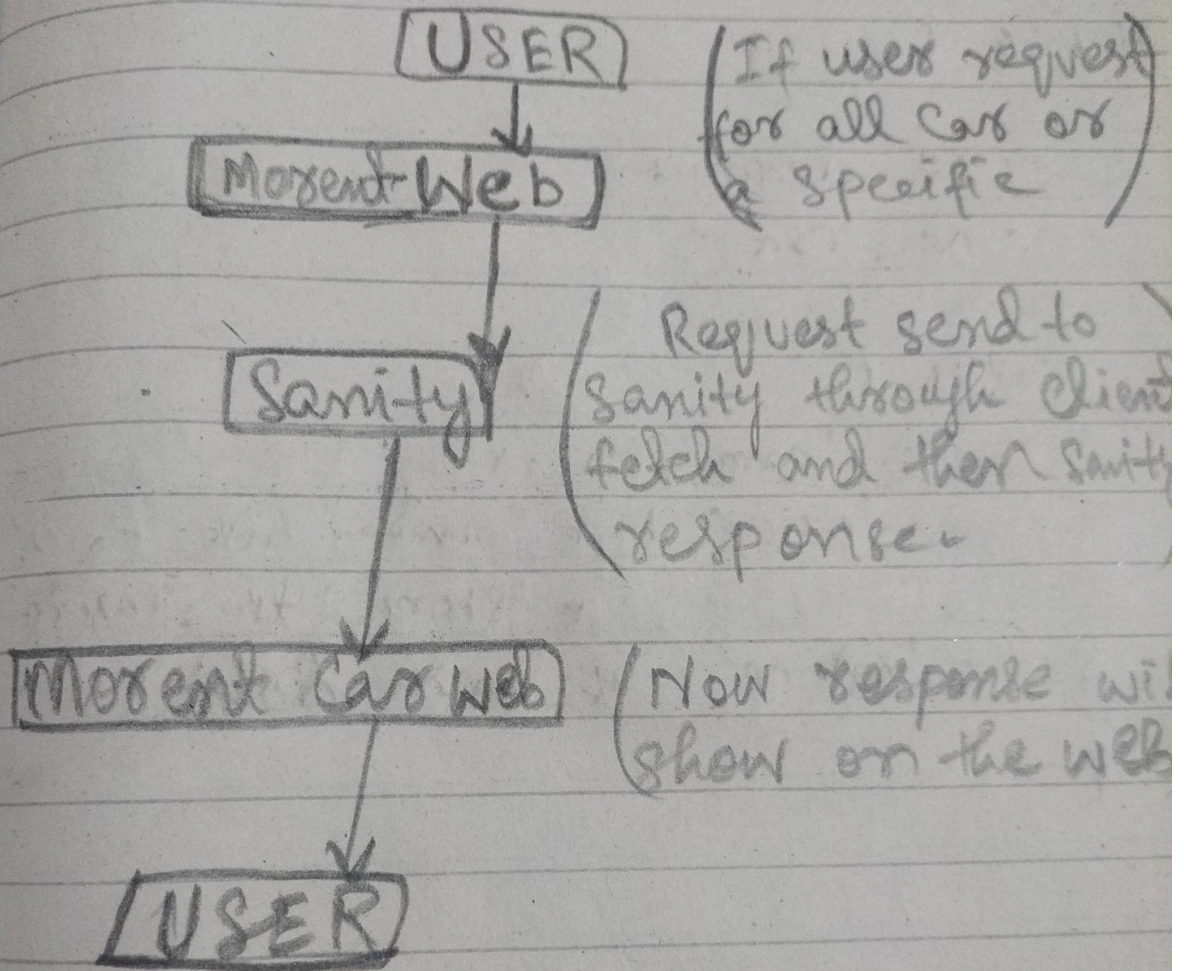 USER
(If user request
for all car or
a specific)
Morent Web
Sanity
(Request send to
Sanity through client
fetch and then Sanity
response.
Morent Car Web
(Now response wi
show on the web
USER